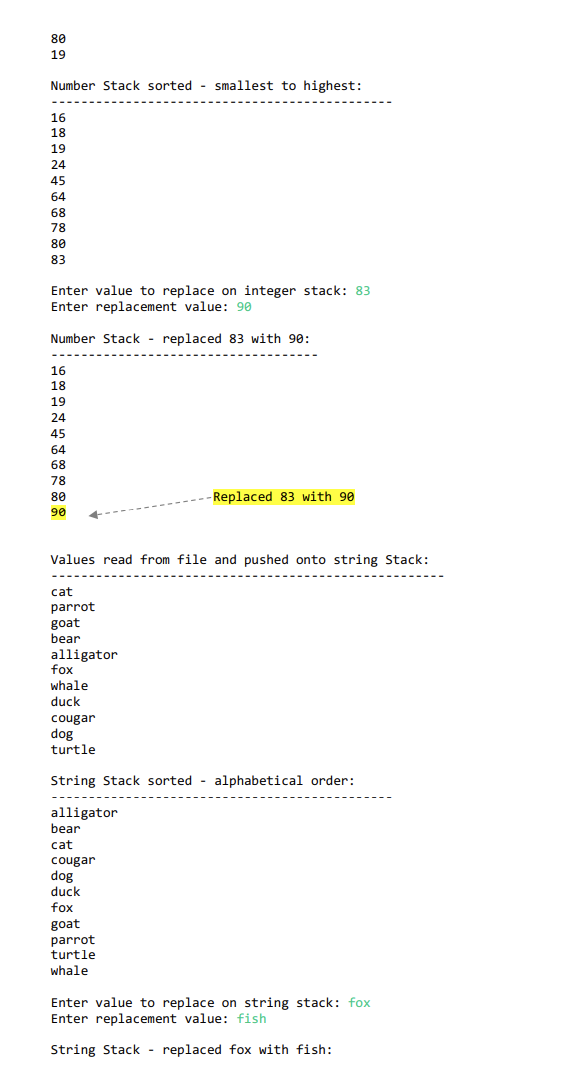 80
19
Number Stack sorted - smallest to highest:
----------------------------------------------
16
18
19
24
45
64
68
78
80
83
Enter value to replace on integer stack: 83
Enter replacement value: 90
Number Stack - replaced 83 with 90:
------------------------------------
16
18
19
24
45
64
68
78
80 Replaced 83 with 90
90
Values read from file and pushed onto string Stack:
-----------------------------------------------------
cat
parrot
goat
bear
alligator
fox
whale
duck
cougar
dog
turtle
String Stack sorted - alphabetical order:
----------------------------------------------
alligator
bear
cat
cougar
dog
duck
fox
goat
parrot
turtle
whale
Enter value to replace on string stack: fox
Enter replacement value: fish
String Stack - replaced fox with fish: